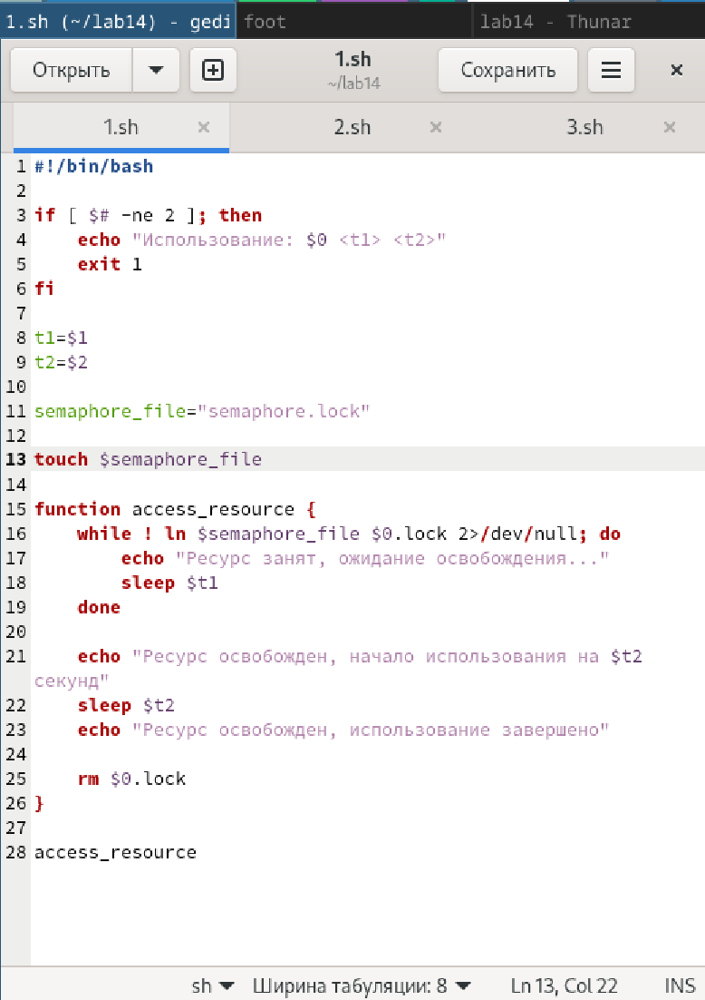 1.sh (~/lab14) - gedi
foot
lab14 - Thunar
Открыть
1.sh
~/lab14
Сохранить
1.sh
2.sh
3.sh
1 #!/bin/bash
2
3 if [ $# -ne 2 ]; then
4     echo "Использование: $0 <t1> <t2>"
5     exit 1
6 fi
7
8 t1=$1
9 t2=$2
10
11 semaphore_file="semaphore.lock"
12
13 touch $semaphore_file
14
15 function access_resource {
16     while ! ln $semaphore_file $0.lock 2>/dev/null; do
17         echo "Ресурс занят, ожидание освобождения..."
18         sleep $t1
19     done
20
21     echo "Ресурс освобожден, начало использования на $t2
секунд"
22     sleep $t2
23     echo "Ресурс освобожден, использование завершено"
24
25     rm $0.lock
26 }
27
28 access_resource
sh
Ширина табуляции: 8
Ln 13, Col 22
INS